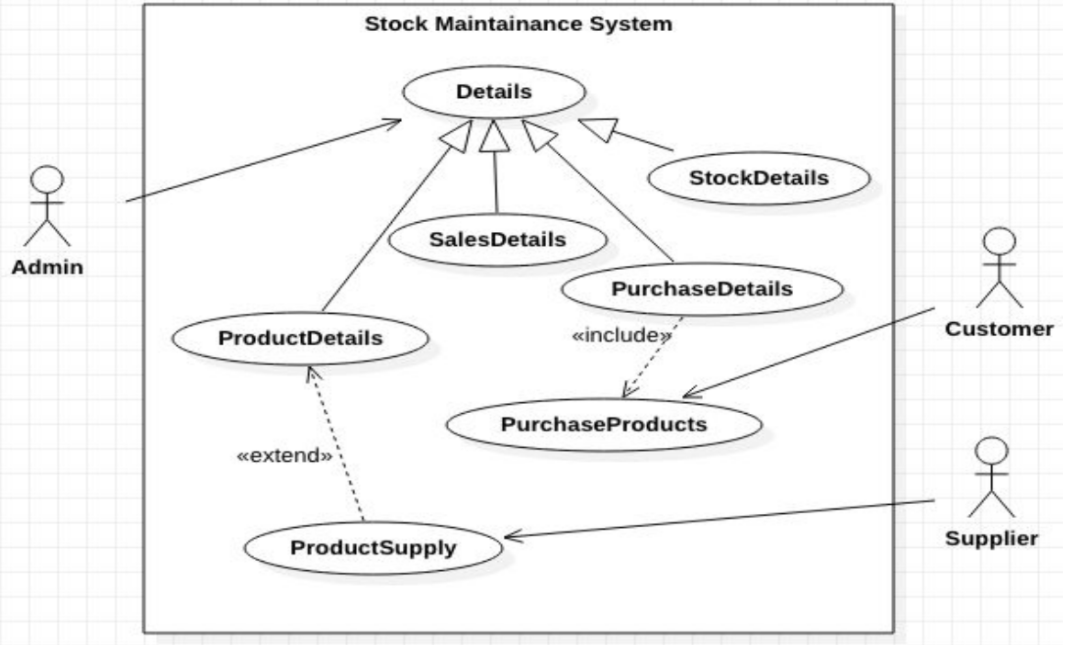 Stock Maintainance System
Details
StockDetails
SalesDetails
Admin
PurchaseDetails
Customer
«include»
ProductDetails
PurchaseProducts
«extend»
Supplier
ProductSupply